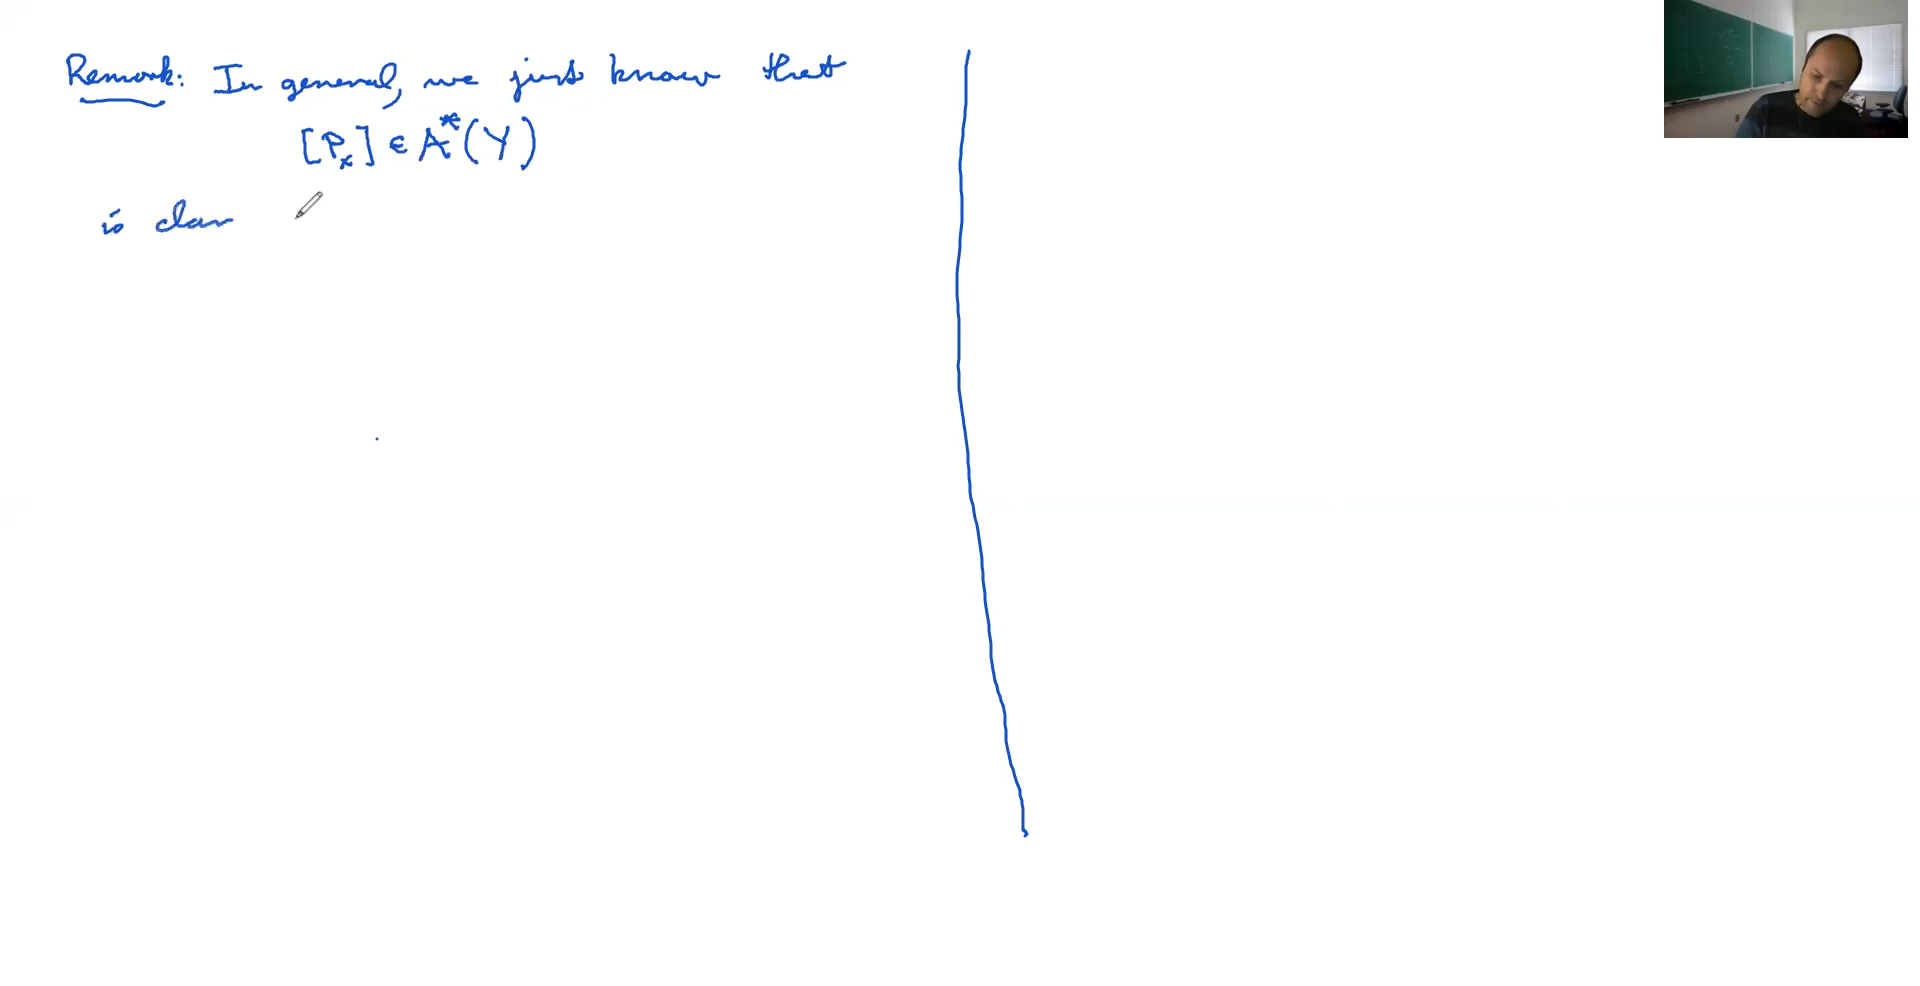 Remark: In general, we just know that
[P_x] ∈ A^*(Y)
is clan